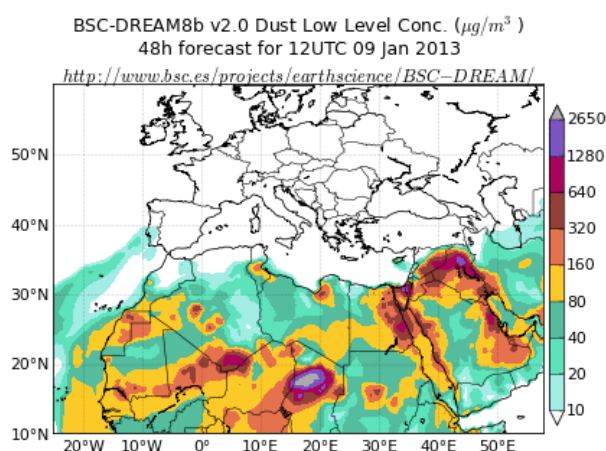 BSC-DREAM8b v2.0 Dust Low Level Conc. (μg/m³ )
48h forecast for 12UTC 09 Jan 2013
http://www.bsc.es/projects/earthscience/BSC−DREAM/
2650
1280
640
320
160
80
40
20
10
50°N
40°N
30°N
20°N
10°N
20°W
10°W
0°
10°E
20°E
30°E
40°E
50°E